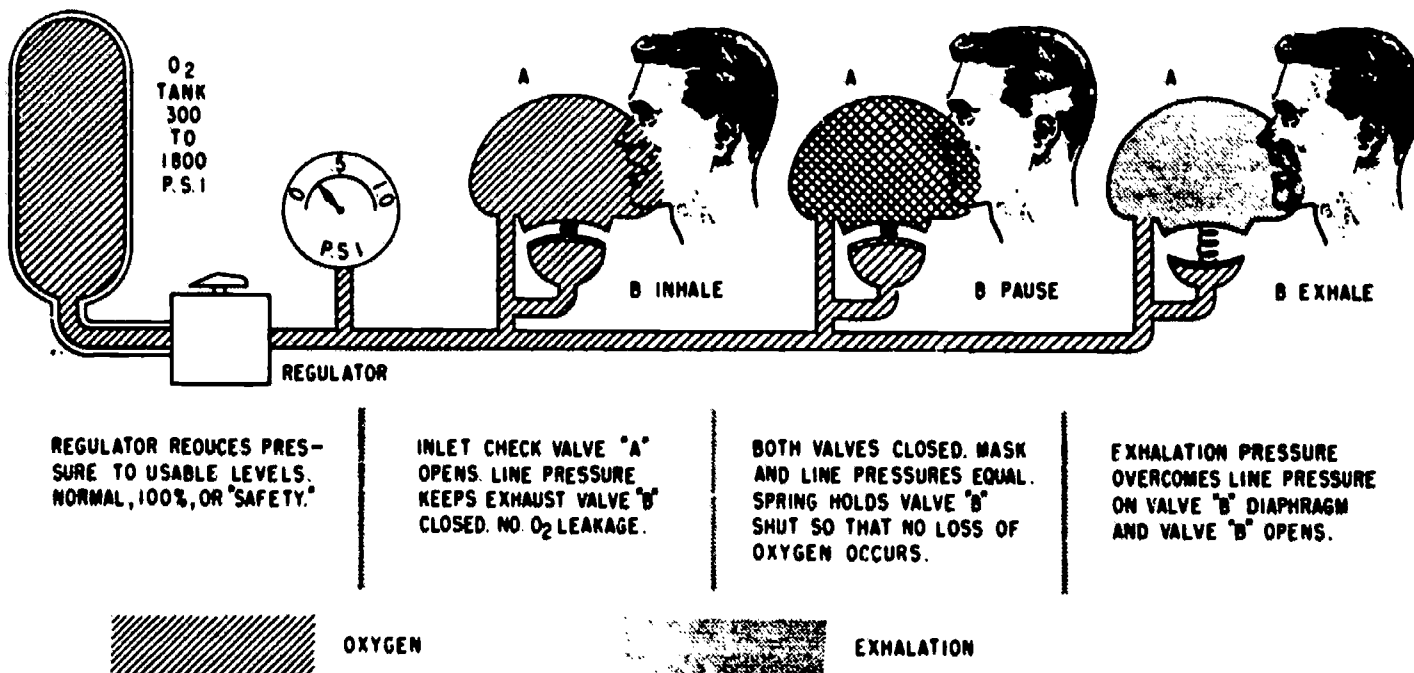 O2
TANK
300
TO
1800
P.S.I
0
.5
1.0
P.S.I
REGULATOR
A
B INHALE
A
B PAUSE
A
B EXHALE
REGULATOR REDUCES PRES-
SURE TO USABLE LEVELS.
NORMAL, 100%, OR "SAFETY."
INLET CHECK VALVE "A"
OPENS. LINE PRESSURE
KEEPS EXHAUST VALVE "B"
CLOSED. NO O2 LEAKAGE.
BOTH VALVES CLOSED. MASK
AND LINE PRESSURES EQUAL.
SPRING HOLDS VALVE "B"
SHUT SO THAT NO LOSS OF
OXYGEN OCCURS.
EXHALATION PRESSURE
OVERCOMES LINE PRESSURE
ON VALVE "B" DIAPHRAGM
AND VALVE "B" OPENS.
OXYGEN
EXHALATION